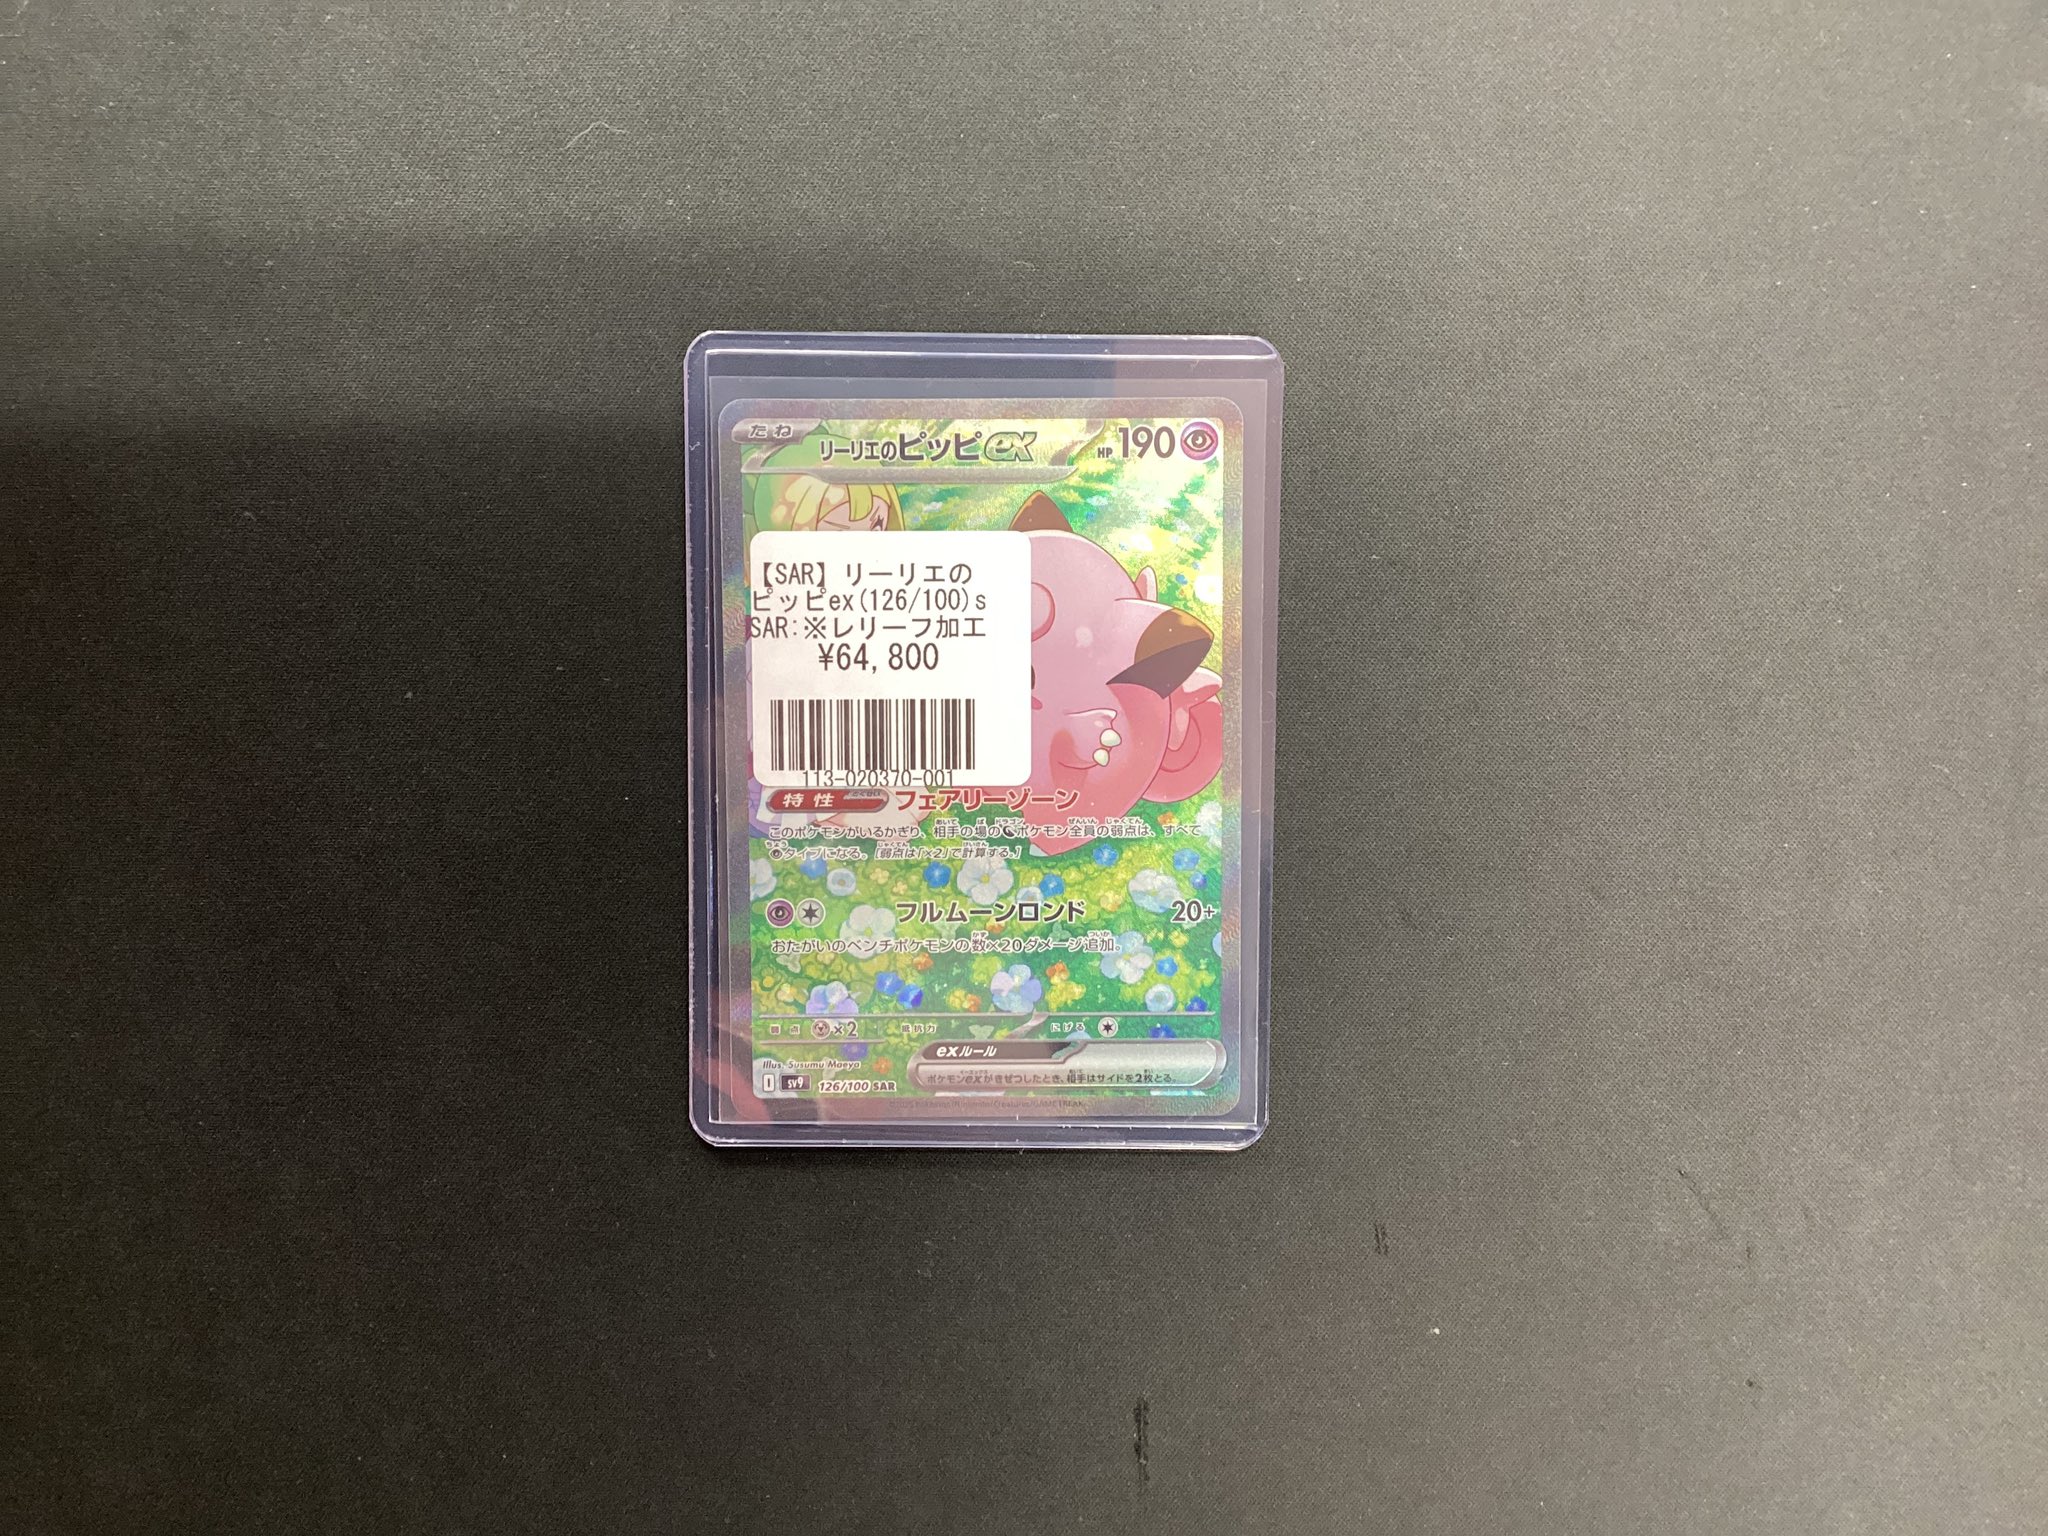 たね
リーリエのピッピex
HP 190
【SAR】リーリエの
ピッピex(126/100)s
SAR:※レリーフ加工
¥64,800
113-020370-001
特性 フェアリーゾーン
このポケモンがいるかぎり、相手の場のポケモン全員の弱点は、すべて
タイプになる。[弱点は「×2」で計算する。]
フルムーンロンド 20+
おたがいのベンチポケモンの数×20ダメージ追加。
弱点 ×2 抵抗力 にげる
Illus. Susumu Maeya
exルール
ポケモンexがきぜつしたとき、相手はサイドを2枚とる。
I sv9 126/100 SAR